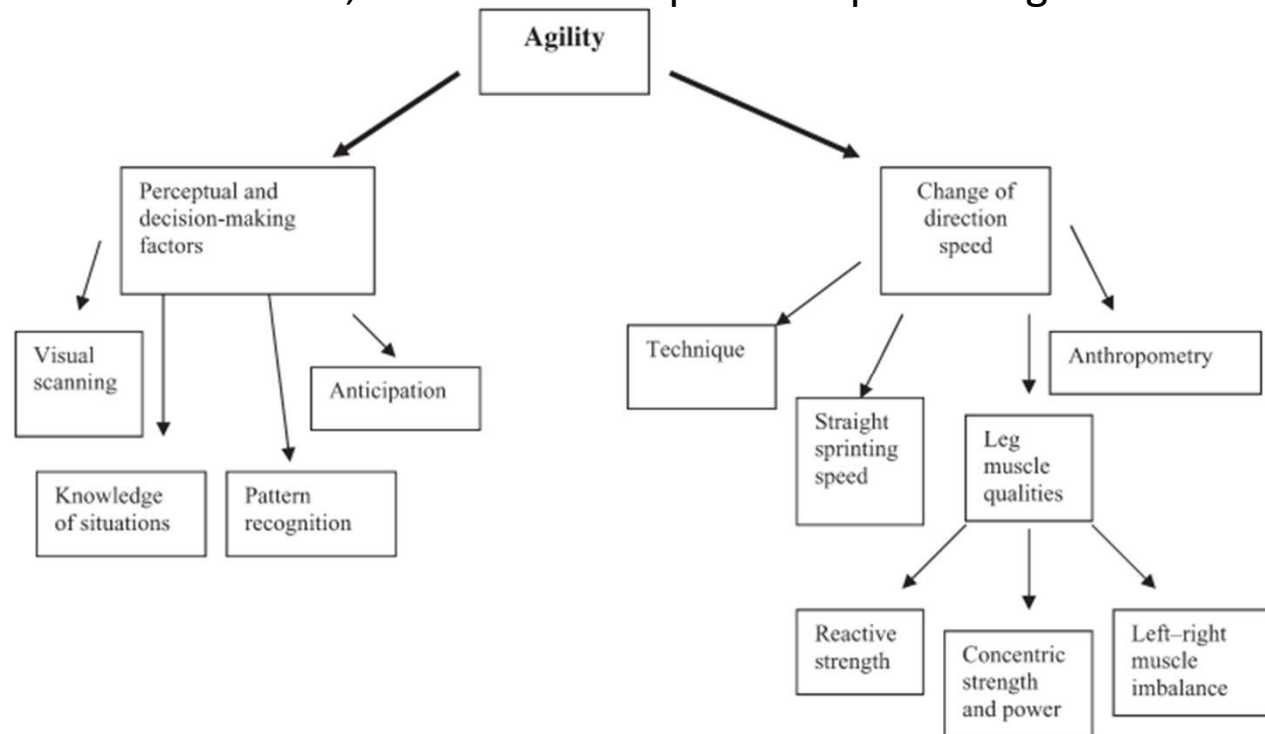 Agility
Perceptual and
decision-making
factors
Change of
direction
speed
Visual
scanning
Anticipation
Technique
Anthropometry
Knowledge
of situations
Pattern
recognition
Straight
sprinting
speed
Leg
muscle
qualities
Reactive
strength
Concentric
strength
and power
Left–right
muscle
imbalance